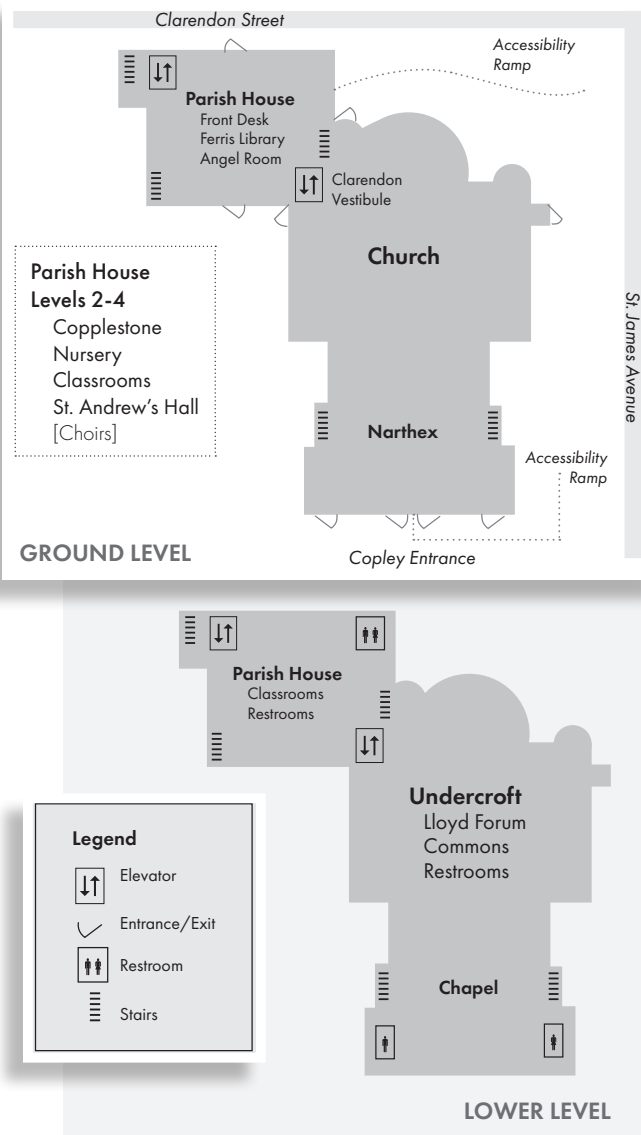 Clarendon Street
Accessibility
Ramp
Parish House
Front Desk
Ferris Library
Angel Room
Clarendon
Vestibule
Church
Parish House
Levels 2-4
Copplestone
Nursery
Classrooms
St. Andrew's Hall
[Choirs]
St. James Avenue
Narthex
Accessibility
Ramp
GROUND LEVEL
Copley Entrance
Parish House
Classrooms
Restrooms
Undercroft
Lloyd Forum
Commons
Restrooms
Legend
Elevator
Entrance/Exit
Restroom
Stairs
Chapel
LOWER LEVEL